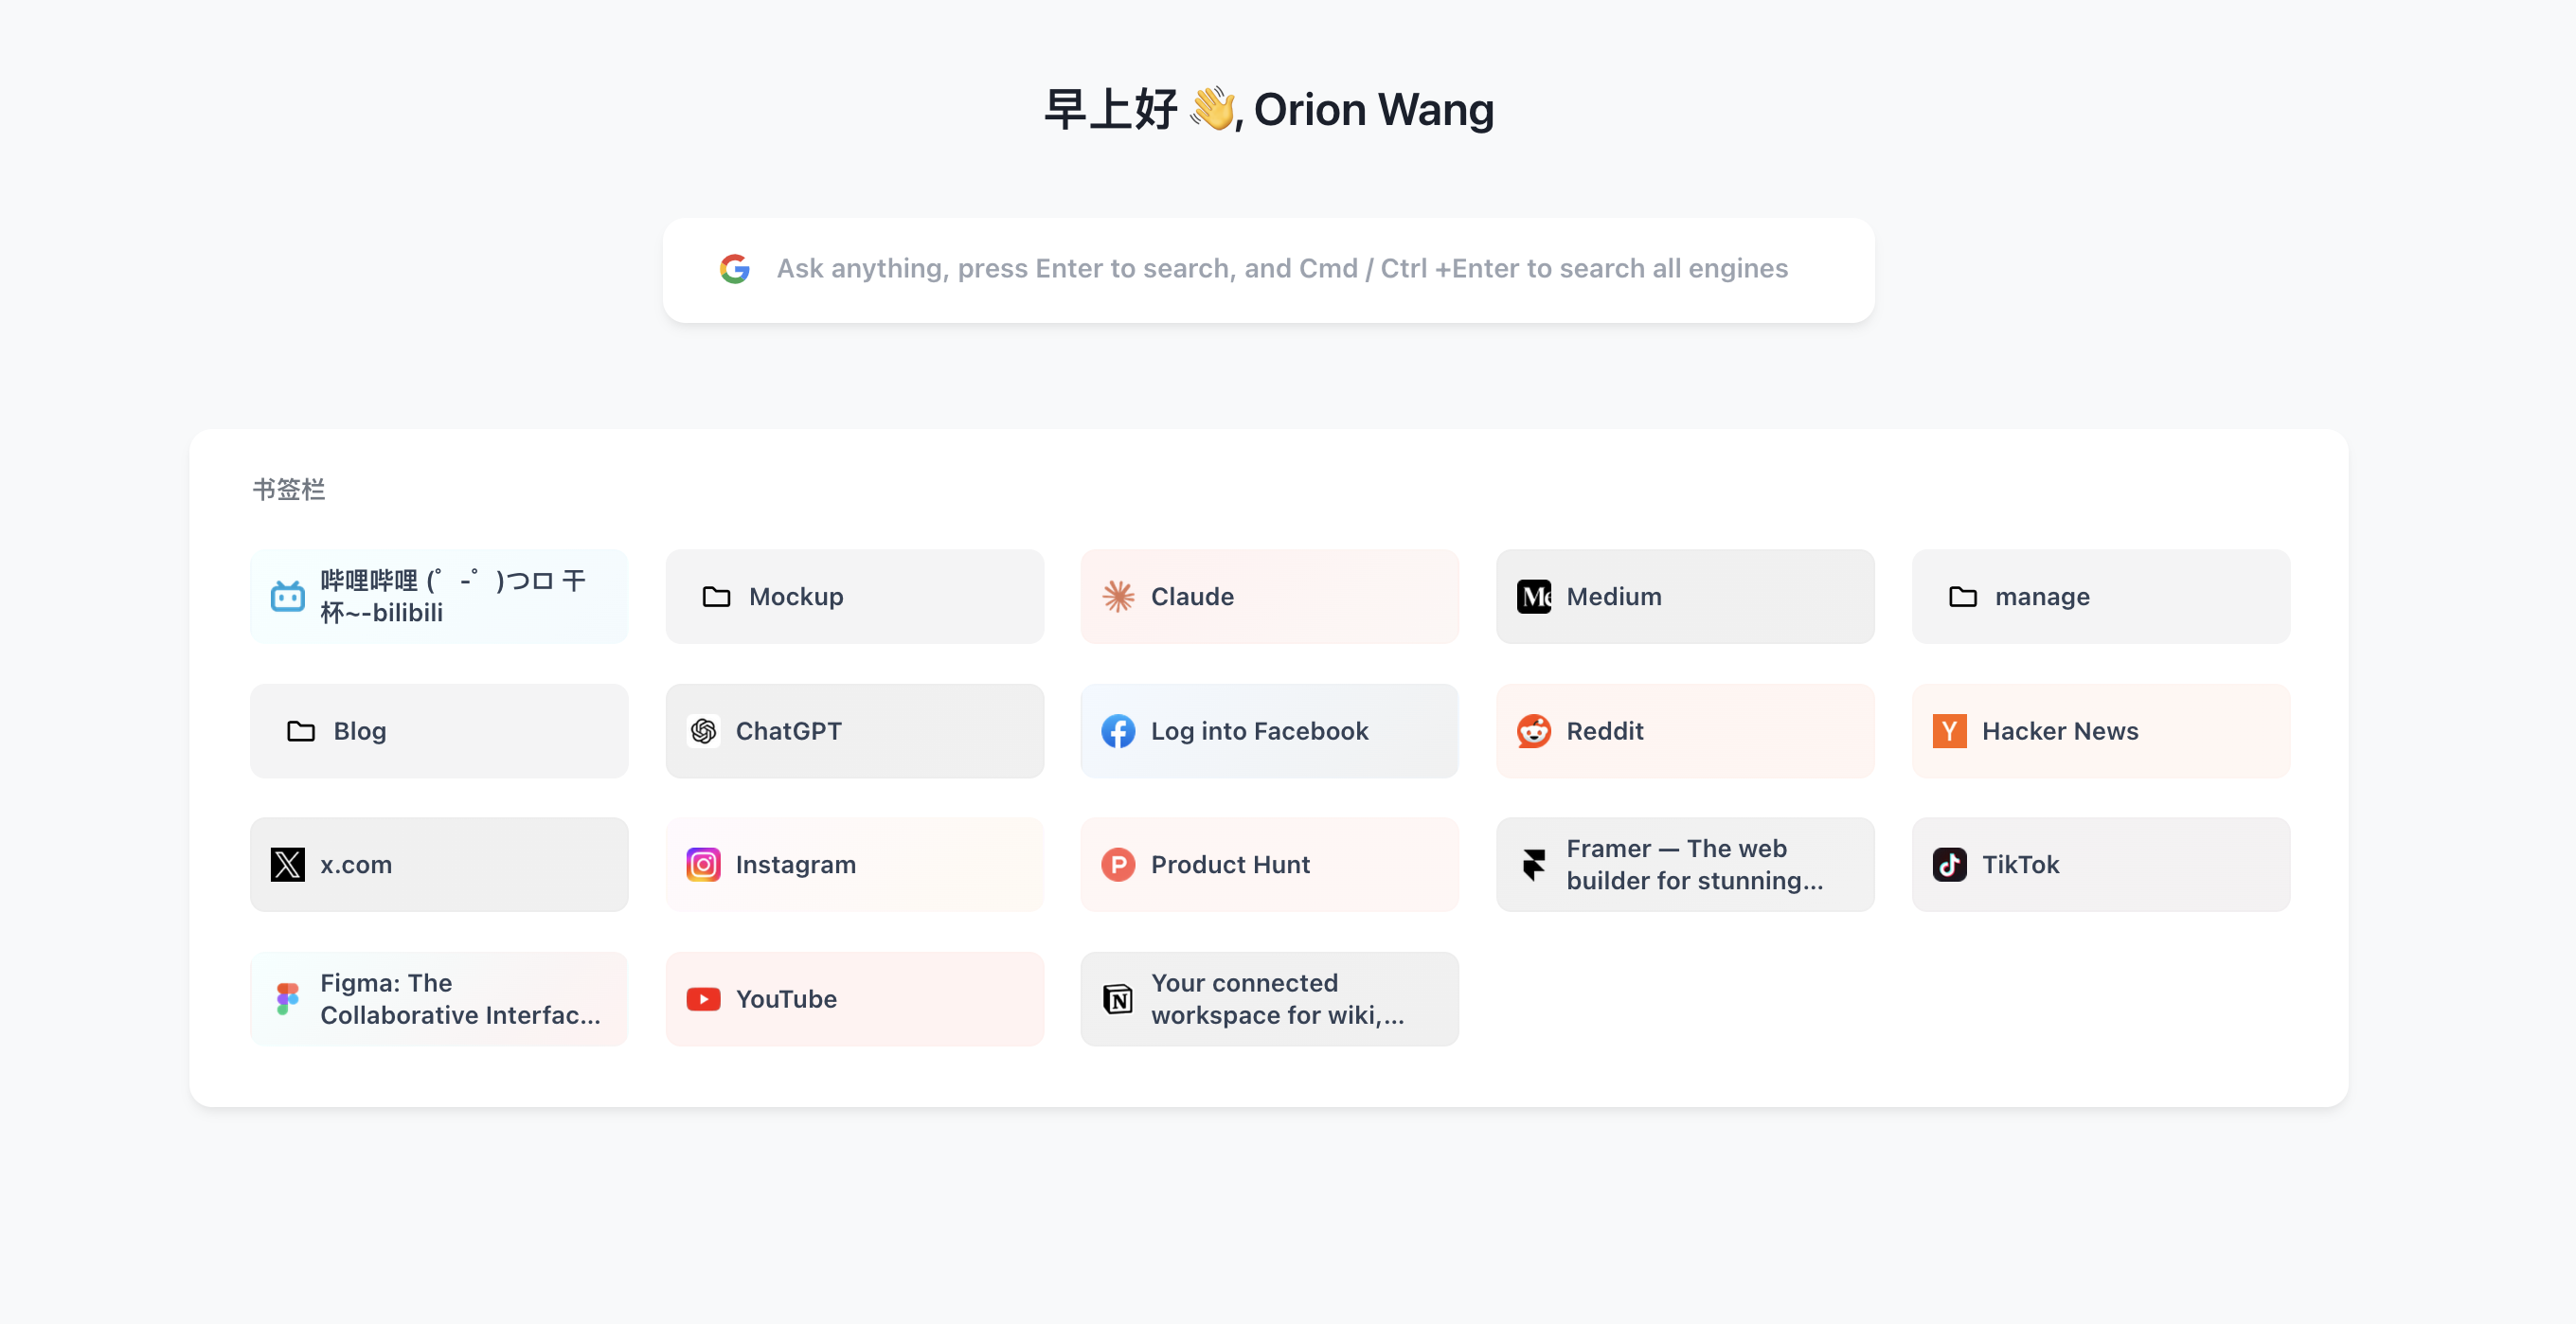 早上好 👋, Orion Wang
Ask anything, press Enter to search, and Cmd / Ctrl +Enter to search all engines
书签栏
哔哩哔哩 (゜-゜)つロ 干
杯~-bilibili
Mockup
Claude
Medium
manage
Blog
ChatGPT
Log into Facebook
Reddit
Hacker News
x.com
Instagram
Product Hunt
Framer — The web
builder for stunning...
TikTok
Figma: The
Collaborative Interfac...
YouTube
Your connected
workspace for wiki,...